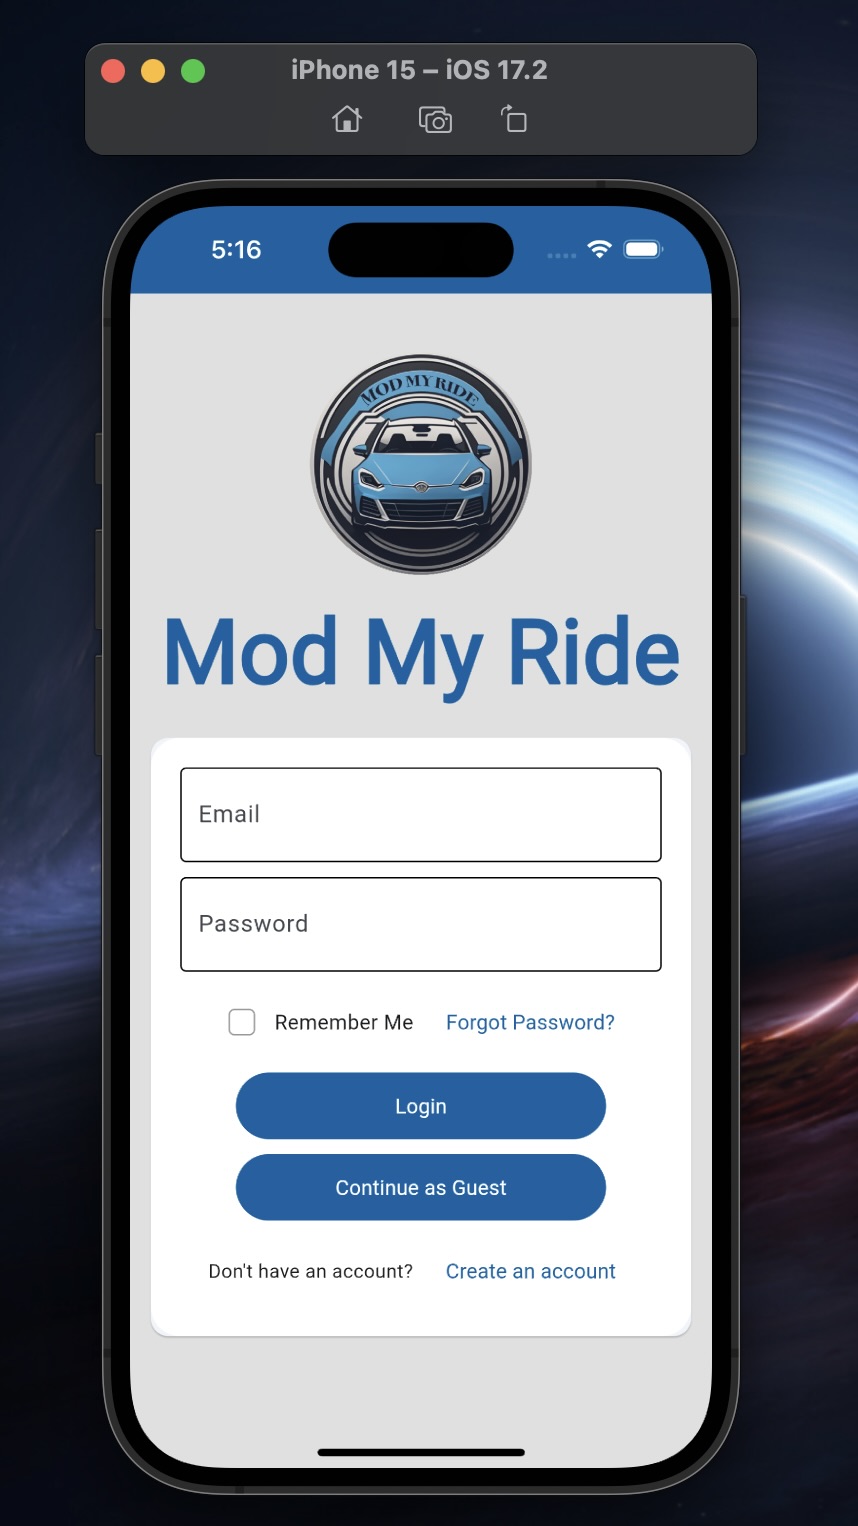 iPhone 15 – iOS 17.2
5:16
MOD MY RIDE
Mod My Ride
Email
Password
Remember Me Forgot Password?
Login
Continue as Guest
Don't have an account? Create an account